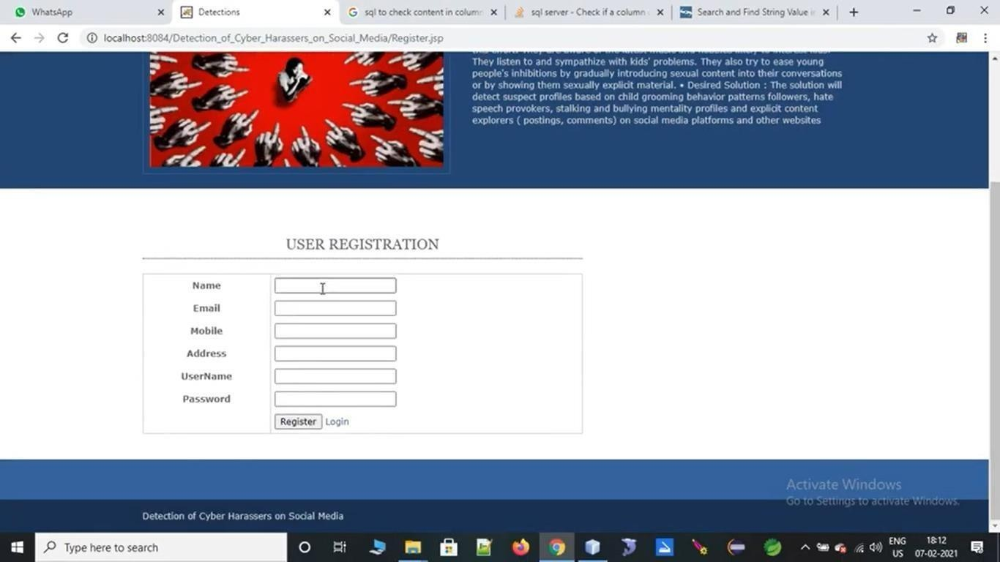 WhatsApp
Detections
sql to check content in column
sql server - Check if a column
Search and Find String Value i
localhost:8084/Detection_of_Cyber_Harassers_on_Social_Media/Register.jsp
They listen to and sympathize with kids' problems. They also try to ease young
people's inhibitions by gradually introducing sexual content into their conversations
or by showing them sexually explicit material. • Desired Solution : The solution will
detect suspect profiles based on child grooming behavior patterns followers, hate
speech provokers, stalking and bullying mentality profiles and explicit content
explorers ( postings, comments) on social media platforms and other websites
USER REGISTRATION
Name
Email
Mobile
Address
UserName
Password
Register Login
Activate Windows
Go to Settings to activate Windows.
Detection of Cyber Harassers on Social Media
Type here to search
ENG
US
18:12
07-02-2021